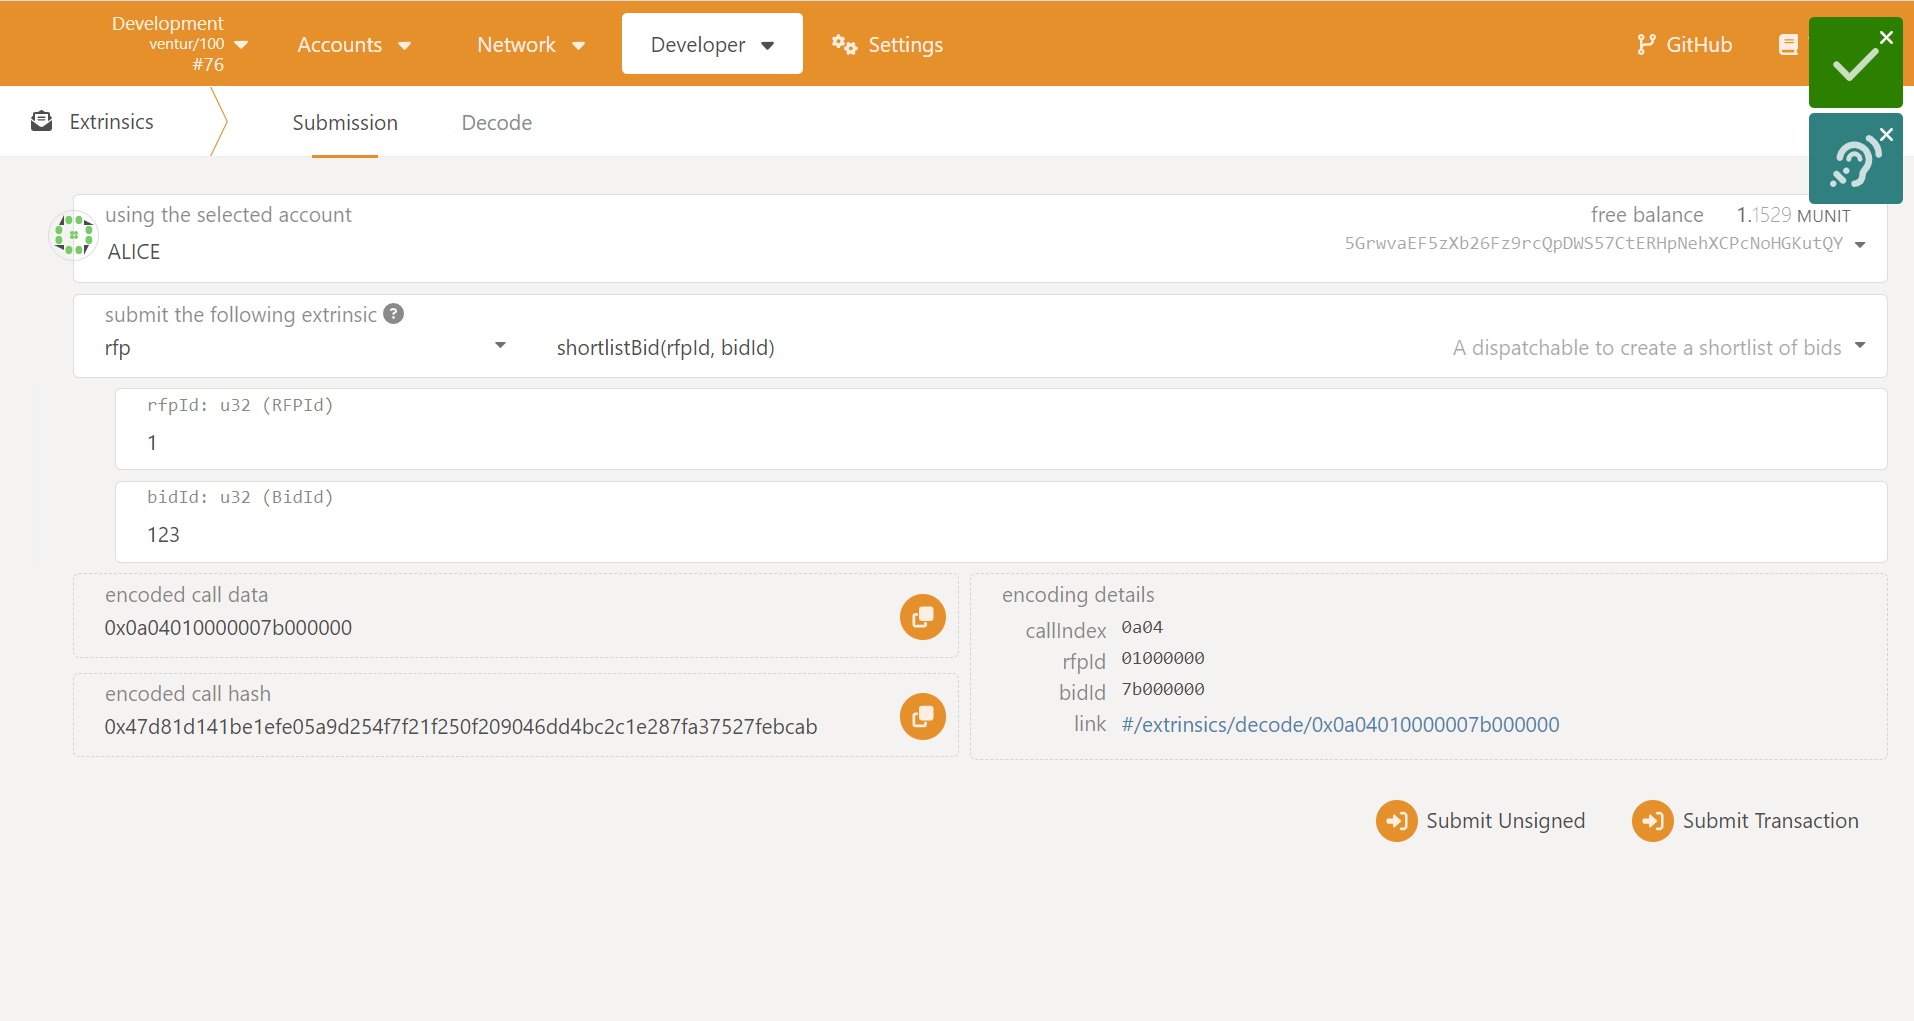 Development
ventur/100
#76
Accounts
Network
Developer
Settings
GitHub
Extrinsics
Submission
Decode
using the selected account
ALICE
free balance 1.1529 MUNIT
5GrwvaEF5zXb26Fz9rcQpDWS57CtERHpNehXCPcNoHGKutQY
submit the following extrinsic ?
rfp
shortlistBid(rfpId, bidId)
A dispatchable to create a shortlist of bids
rfpId: u32 (RFPId)
1
bidId: u32 (BidId)
123
encoded call data
0x0a04010000007b000000
encoded call hash
0x47d81d141be1efe05a9d254f7f21f250f209046dd4bc2c1e287fa37527febcab
encoding details
callIndex 0a04
rfpId 01000000
bidId 7b000000
link #/extrinsics/decode/0x0a04010000007b000000
Submit Unsigned
Submit Transaction